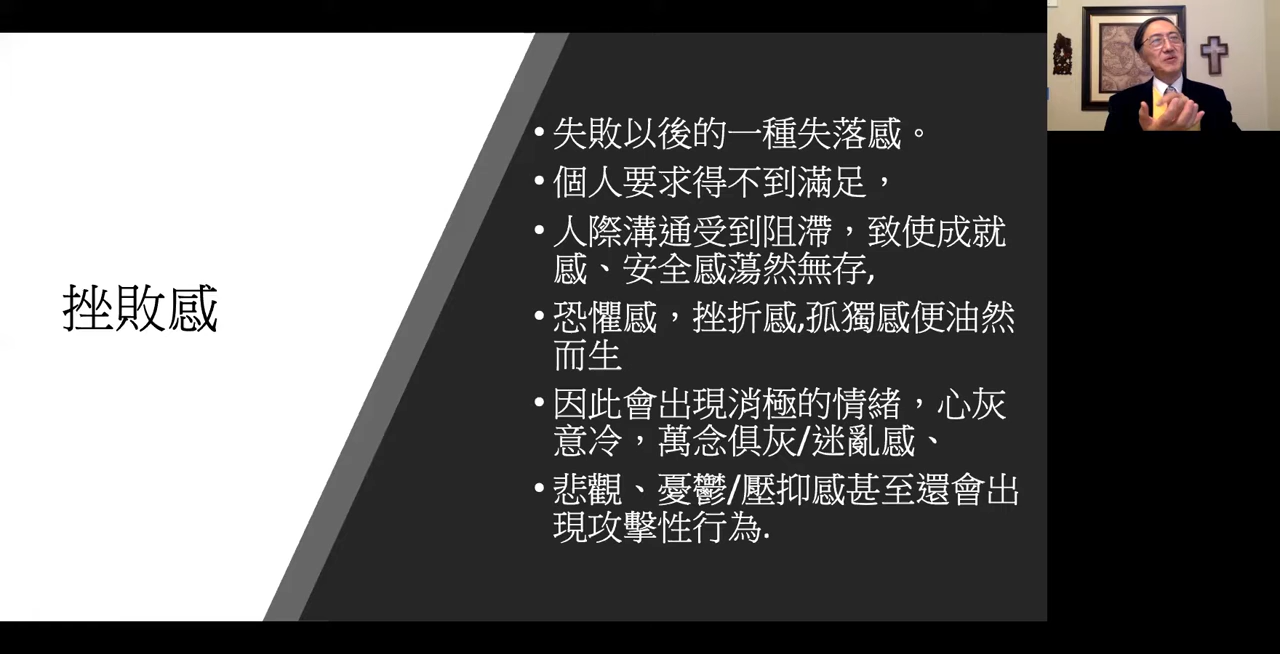 挫敗感
•失敗以後的一種失落感。
•個人要求得不到滿足，
•人際溝通受到阻滯，致使成就
感、安全感蕩然無存,
•恐懼感，挫折感,孤獨感便油然
而生
•因此會出現消極的情緒，心灰
意冷，萬念俱灰/迷亂感、
•悲觀、憂鬱/壓抑感甚至還會出
現攻擊性行為.